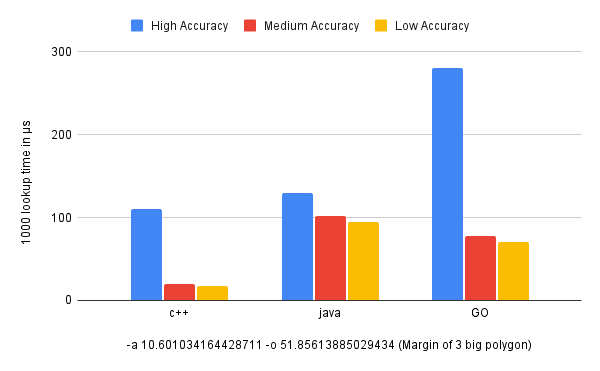 High Accuracy Medium Accuracy Low Accuracy
300
200
100
0
1000 lookup time in µs
c++ java GO
-a 10.601034164428711 -o 51.85613885029434 (Margin of 3 big polygon)